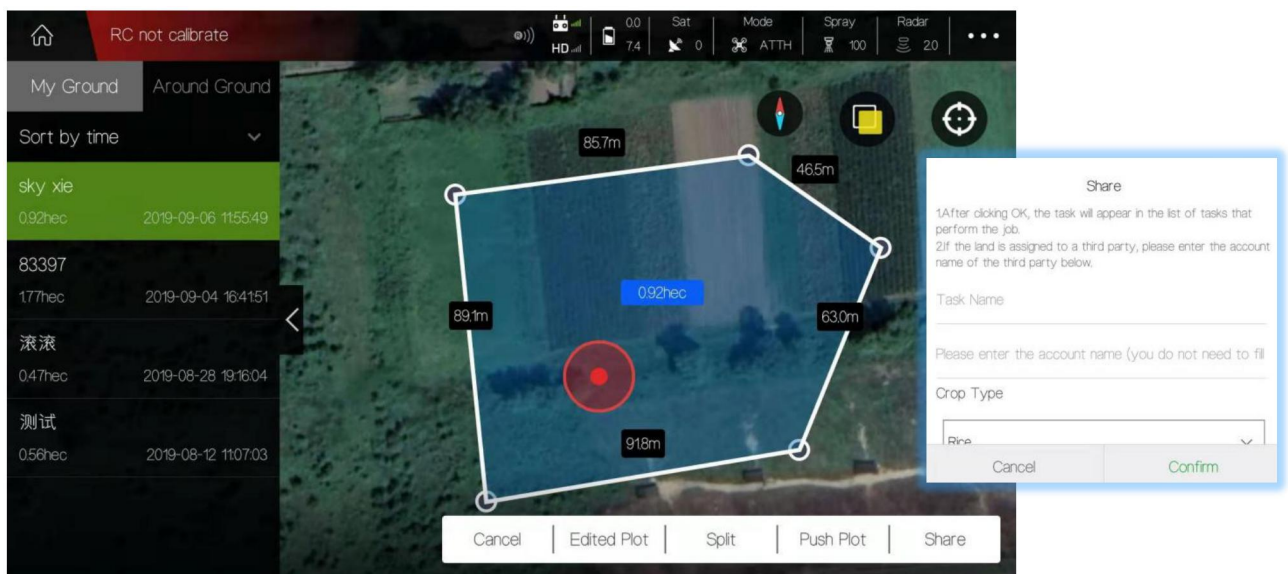 RC not calibrate
HD
0.0
7.4
Sat
0
Mode
ATTH
Spray
100
Radar
2.0
My Ground
Around Ground
Sort by time
sky xie
0.92hec 2019-09-06 11:55:49
83397
1.77hec 2019-09-04 16:41:51
滚滚
0.47hec 2019-08-28 19:16:04
测试
0.56hec 2019-08-12 11:07:03
85.7m
46.5m
0.92hec
89.1m
63.0m
91.8m
Cancel
Edited Plot
Split
Push Plot
Share
Share
1.After clicking OK, the task will appear in the list of tasks that
perform the job.
2.If the land is assigned to a third party, please enter the account
name of the third party below.
Task Name
Please enter the account name (you do not need to fill
Crop Type
Rice
Cancel
Confirm